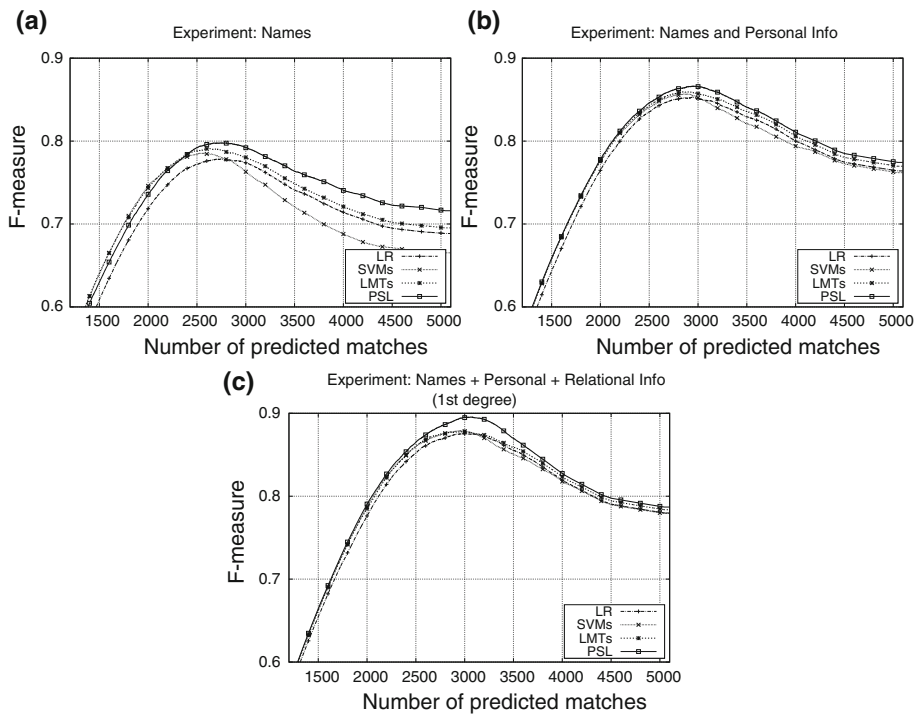 (a)
Experiment: Names
F-measure
0.9
0.8
0.7
0.6
LR
SVMs
LMTs
PSL
1500 2000 2500 3000 3500 4000 4500 5000
Number of predicted matches
(b)
Experiment: Names and Personal Info
F-measure
0.9
0.8
0.7
0.6
LR
SVMs
LMTs
PSL
1500 2000 2500 3000 3500 4000 4500 5000
Number of predicted matches
(c)
Experiment: Names + Personal + Relational Info
(1st degree)
F-measure
0.9
0.8
0.7
0.6
LR
SVMs
LMTs
PSL
1500 2000 2500 3000 3500 4000 4500 5000
Number of predicted matches